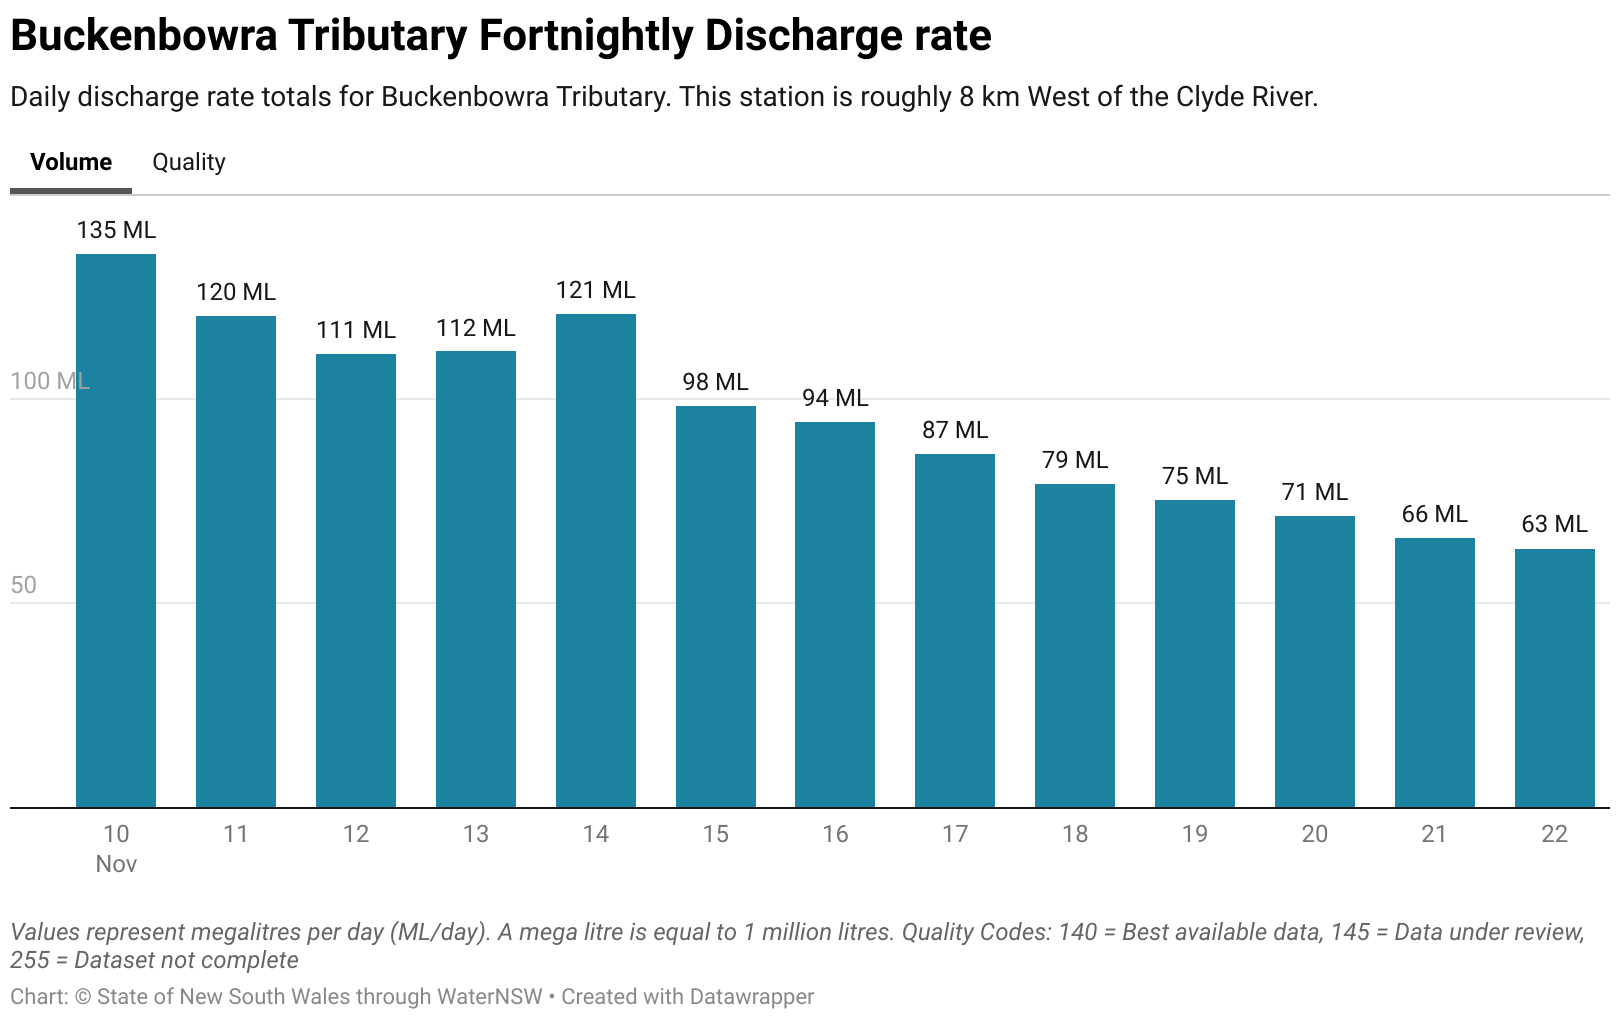 Buckenbowra Tributary Fortnightly Discharge rate
Daily discharge rate totals for Buckenbowra Tributary. This station is roughly 8 km West of the Clyde River.
Volume Quality
135 ML
120 ML
111 ML
112 ML
121 ML
98 ML
94 ML
87 ML
79 ML
75 ML
71 ML
66 ML
63 ML
100 ML
50
10 11 12 13 14 15 16 17 18 19 20 21 22
Nov
Values represent megalitres per day (ML/day). A mega litre is equal to 1 million litres. Quality Codes: 140 = Best available data, 145 = Data under review,
255 = Dataset not complete
Chart: © State of New South Wales through WaterNSW • Created with Datawrapper